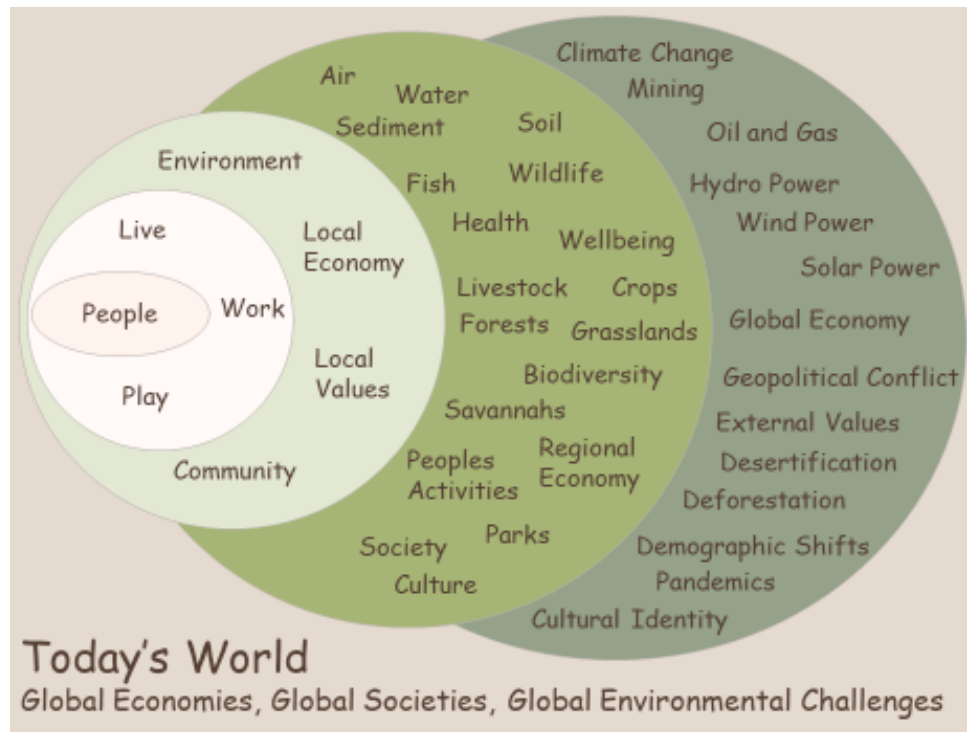 People
Live
Work
Play
Environment
Local
Economy
Local
Values
Community
Air
Water
Sediment
Soil
Fish
Wildlife
Health
Wellbeing
Livestock
Crops
Forests
Grasslands
Biodiversity
Savannahs
Peoples
Activities
Regional
Economy
Parks
Society
Culture
Climate Change
Mining
Oil and Gas
Hydro Power
Wind Power
Solar Power
Global Economy
Geopolitical Conflict
External Values
Desertification
Deforestation
Demographic Shifts
Pandemics
Cultural Identity
Today's World
Global Economies, Global Societies, Global Environmental Challenges